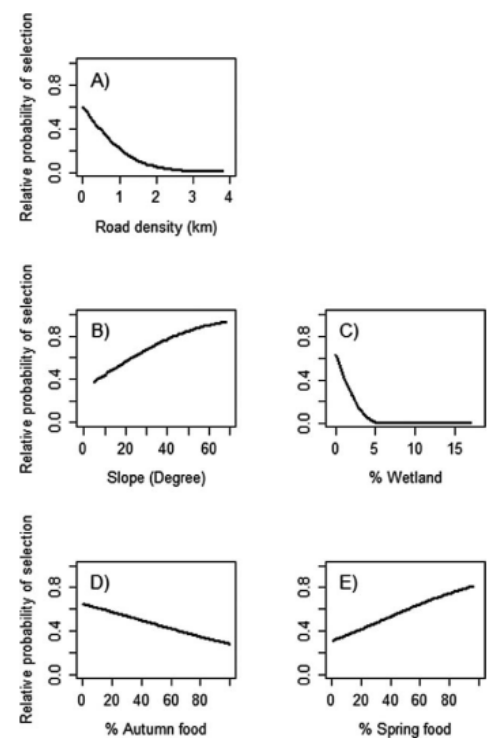 Relative probability of selection
0.0 0.4 0.8
A)
0 1 2 3 4
Road density (km)
Relative probability of selection
0.0 0.4 0.8
B)
20 40 60
Slope (Degree)
0.0 0.4 0.8
C)
0 5 10 15
% Wetland
Relative probability of selection
0.0 0.4 0.8
D)
0 20 40 60 80
% Autumn food
0.0 0.4 0.8
E)
0 20 40 60 80
% Spring food